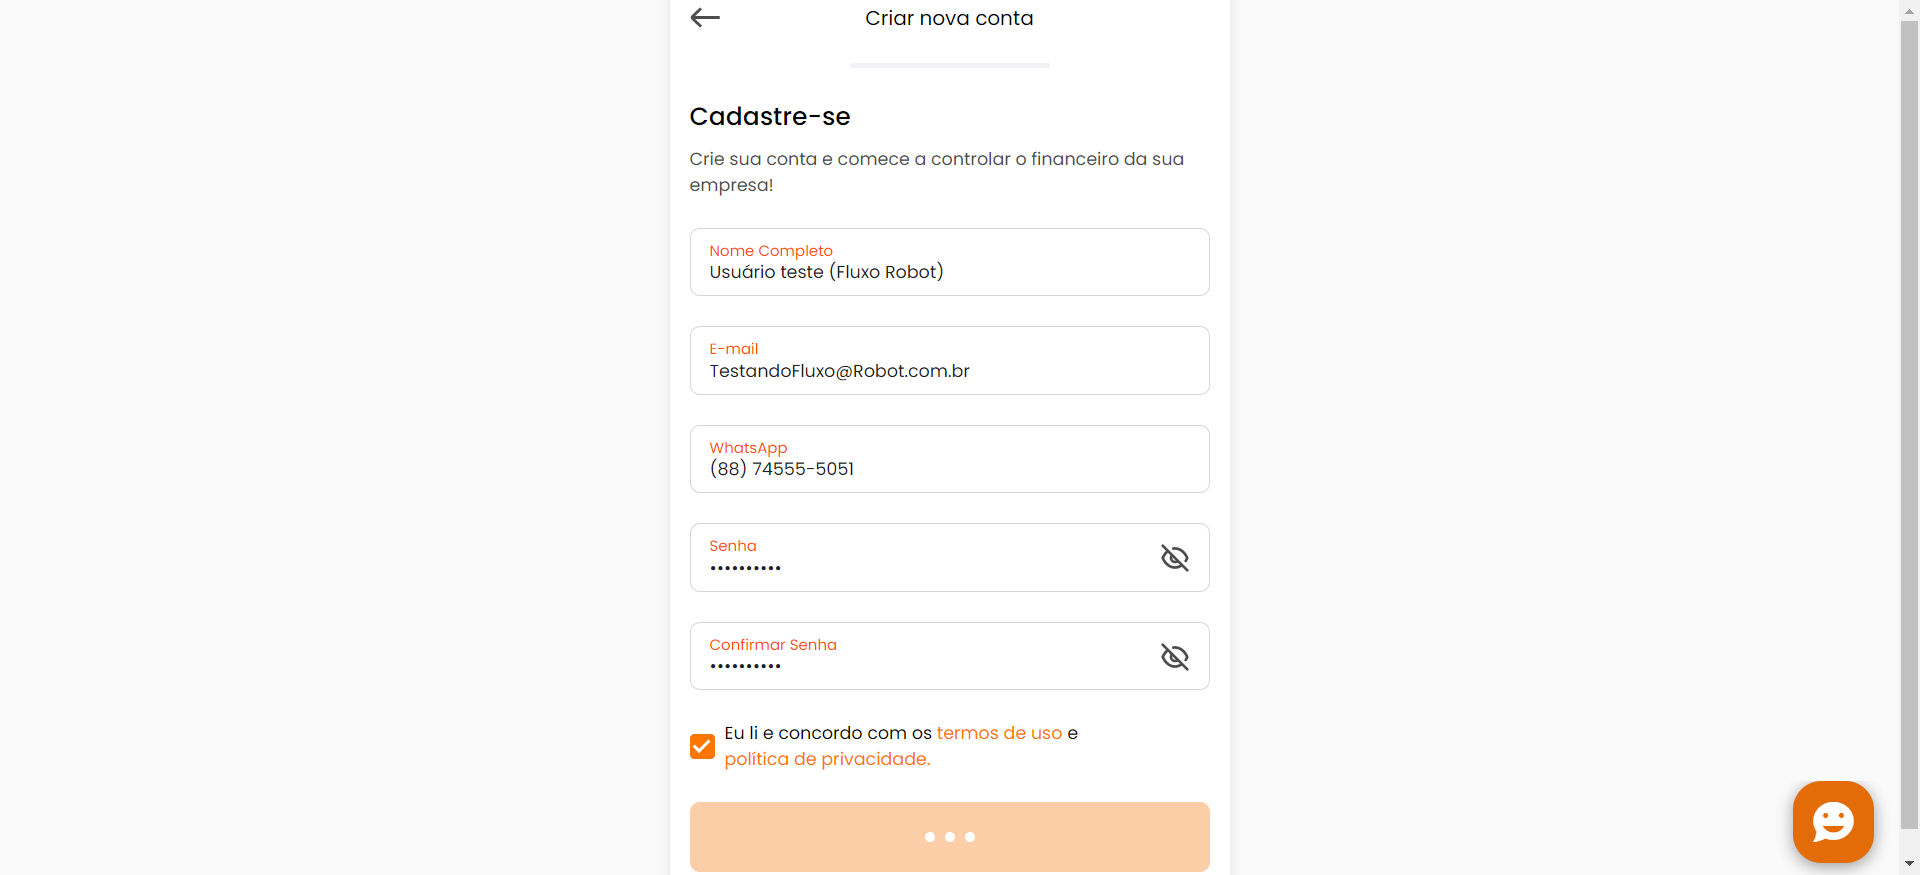 Criar nova conta
Cadastre-se
Crie sua conta e comece a controlar o financeiro da sua
empresa!
Nome Completo
Usuário teste (Fluxo Robot)
E-mail
TestandoFluxo@Robot.com.br
WhatsApp
(88) 74555-5051
Senha
••••••••••
Confirmar Senha
••••••••••
Eu li e concordo com os termos de uso e
política de privacidade.